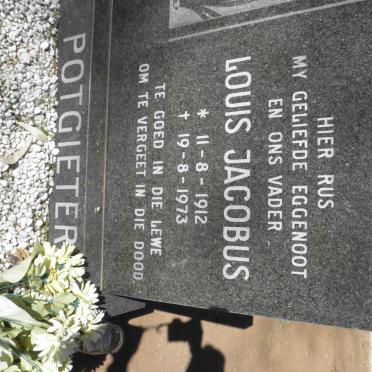 HIER RUS
MY GELIEFDE EGGENOOT
EN ONS VADER
LOUIS JACOBUS
* 11-8-1912
† 19-8-1973
TE GOED IN DIE LEWE
OM TE VERGEET IN DIE DOOD
POTGIETER